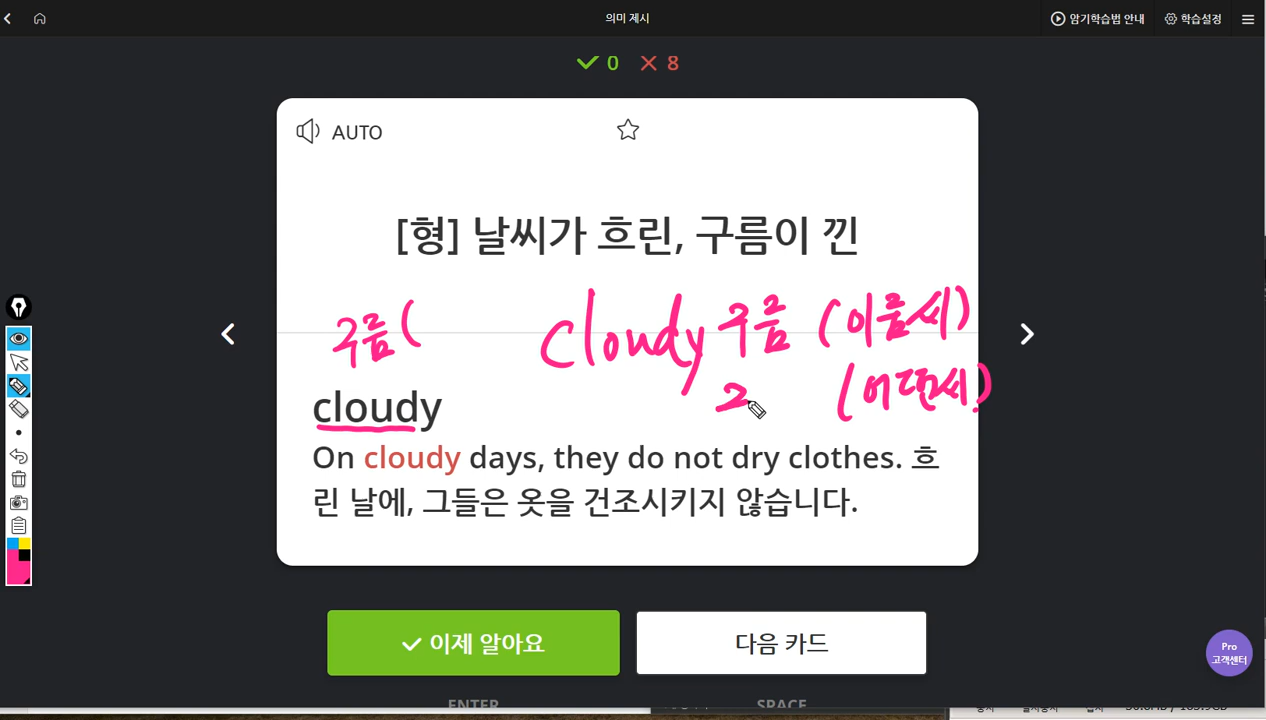 의미 제시
암기학습법 안내
학습설정
0 8
AUTO
[형] 날씨가 흐린, 구름이 낀
구름(
cloudy 구름 (이름씨)
(어떤씨)
cloudy
On cloudy days, they do not dry clothes. 흐
린 날에, 그들은 옷을 건조시키지 않습니다.
이제 알아요
다음 카드
Pro
고객센터
ENTER
SPACE